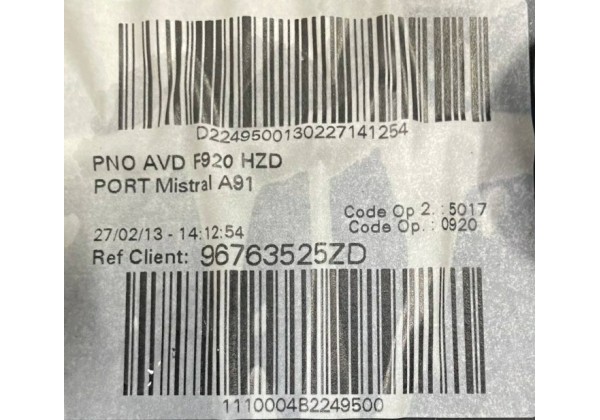 D2249500130227141254
PNO AVD F920 HZD
PORT Mistral A91
Code Op 2. : 5017
27/02/13 - 14:12:54
Code Op. : 0920
Ref Client: 96763525ZD
1110004B2249500